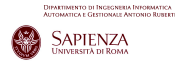 Dipartimento di Ingegneria Informatica
Automatica e Gestionale Antonio Ruberti
Sapienza
Università di Roma